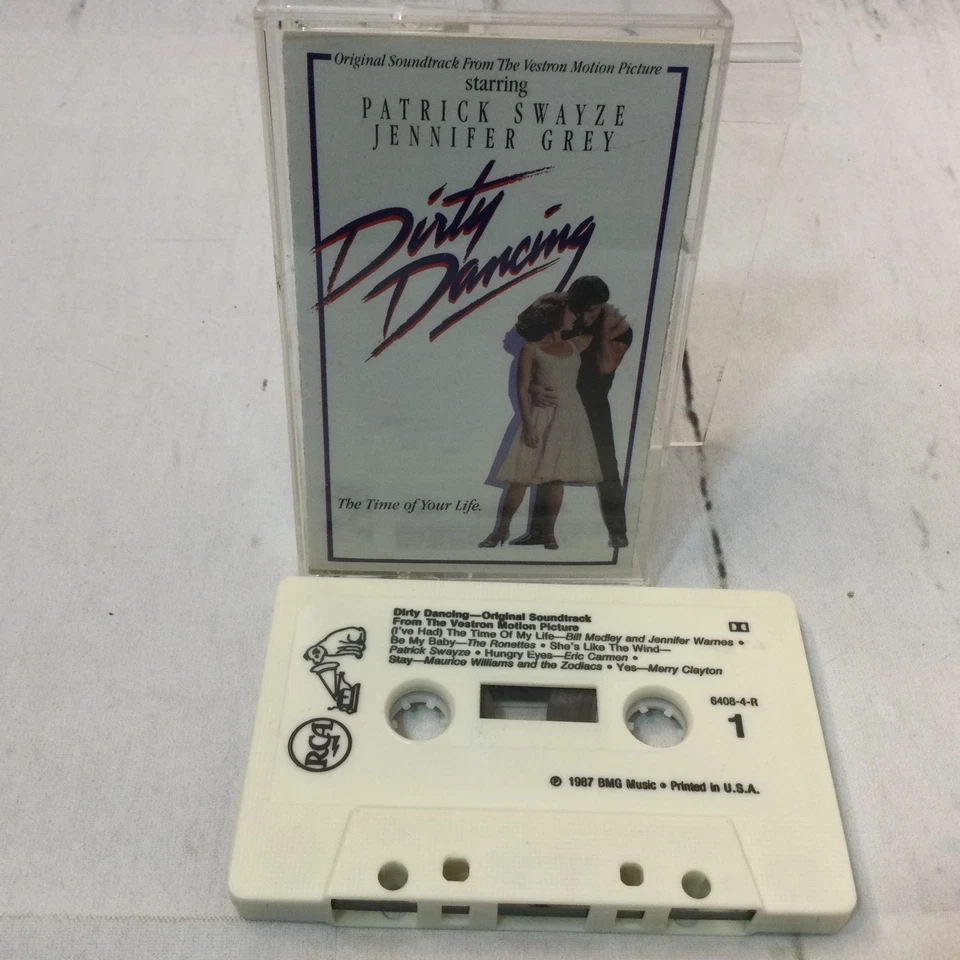 Original Soundtrack From The Vestron Motion Picture
starring
PATRICK SWAYZE
JENNIFER GREY
Dirty
Dancing
The Time of Your Life.
Dirty Dancing—Original Soundtrack
From The Vestron Motion Picture
(I've Had) The Time Of My Life—Bill Medley and Jennifer Warnes •
Be My Baby—The Ronettes • She's Like The Wind—
Patrick Swayze • Hungry Eyes—Eric Carmen •
Stay—Maurice Williams and the Zodiacs • Yes—Merry Clayton
6408-4-R
1
RCA
℗ 1987 BMG Music • Printed in U.S.A.